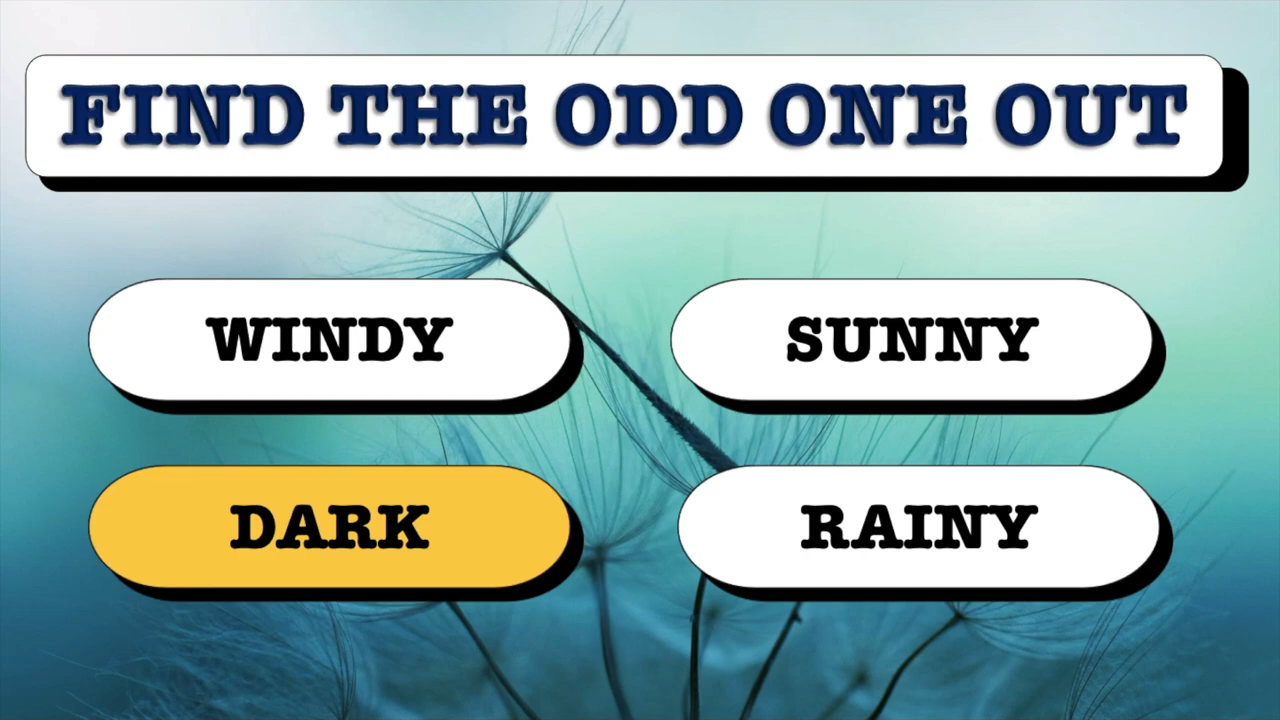 FIND THE ODD ONE OUT
WINDY
SUNNY
DARK
RAINY